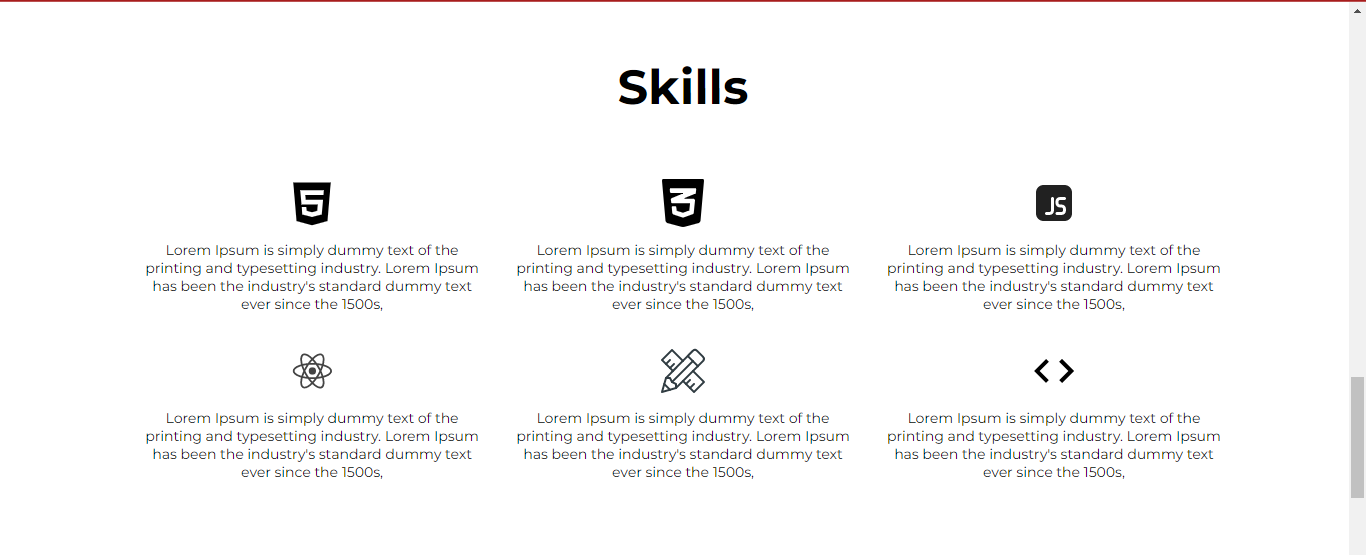 Skills
5
3
JS
Lorem Ipsum is simply dummy text of the
printing and typesetting industry. Lorem Ipsum
has been the industry's standard dummy text
ever since the 1500s,
Lorem Ipsum is simply dummy text of the
printing and typesetting industry. Lorem Ipsum
has been the industry's standard dummy text
ever since the 1500s,
Lorem Ipsum is simply dummy text of the
printing and typesetting industry. Lorem Ipsum
has been the industry's standard dummy text
ever since the 1500s,
Lorem Ipsum is simply dummy text of the
printing and typesetting industry. Lorem Ipsum
has been the industry's standard dummy text
ever since the 1500s,
Lorem Ipsum is simply dummy text of the
printing and typesetting industry. Lorem Ipsum
has been the industry's standard dummy text
ever since the 1500s,
Lorem Ipsum is simply dummy text of the
printing and typesetting industry. Lorem Ipsum
has been the industry's standard dummy text
ever since the 1500s,